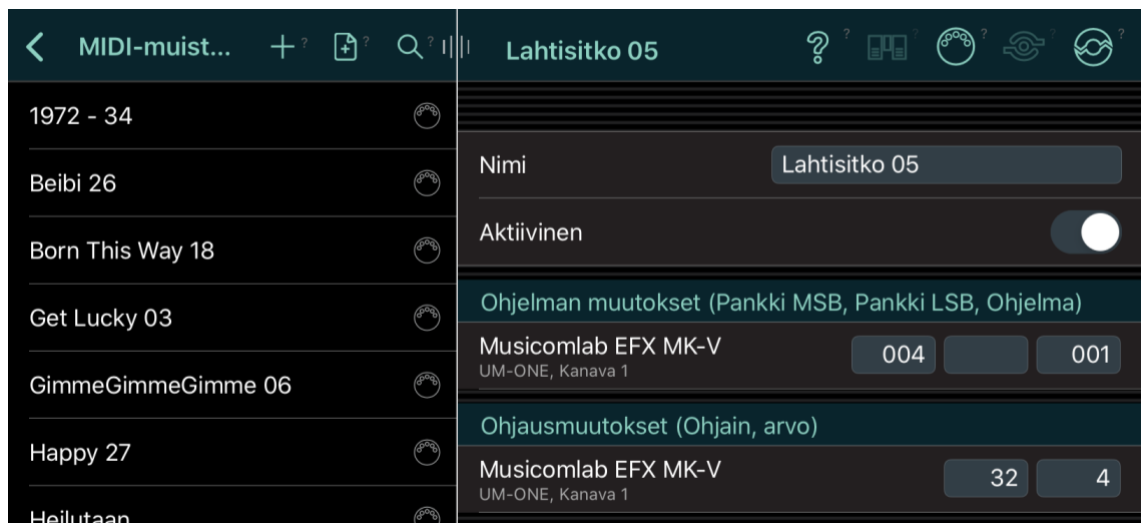 MIDI-muist...
?
?
?
1972 - 34
Beibi 26
Born This Way 18
Get Lucky 03
GimmeGimmeGimme 06
Happy 27
Heilutaan
Lahtisitko 05
? ?
?
?
?
?
Nimi Lahtisitko 05
Aktiivinen
Ohjelman muutokset (Pankki MSB, Pankki LSB, Ohjelma)
Musicomlab EFX MK-V 004 001
UM-ONE, Kanava 1
Ohjausmuutokset (Ohjain, arvo)
Musicomlab EFX MK-V 32 4
UM-ONE, Kanava 1